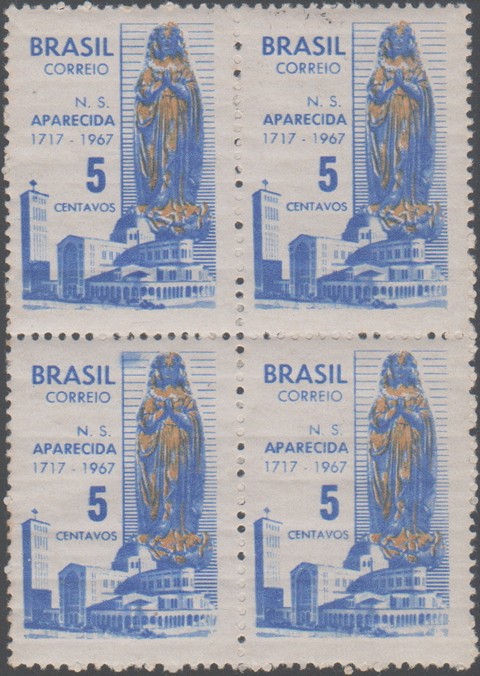 BRASIL
CORREIO
N. S.
APARECIDA
1717 - 1967
5
CENTAVOS
BRASIL
CORREIO
N. S.
APARECIDA
1717 - 1967
5
CENTAVOS
BRASIL
CORREIO
N. S.
APARECIDA
1717 - 1967
5
CENTAVOS
BRASIL
CORREIO
N. S.
APARECIDA
1717 - 1967
5
CENTAVOS